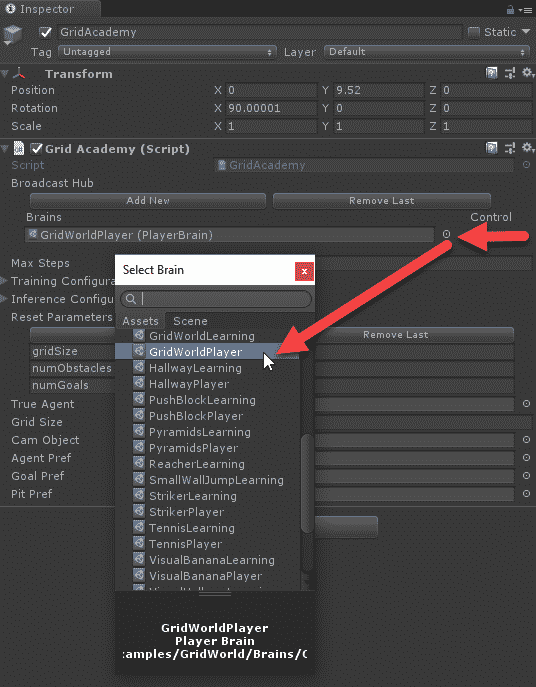 Inspector
GridAcademy Static
Tag Untagged Layer Default
Transform
Position X 0 Y 9.52 Z 0
Rotation X 90.00001 Y 0 Z 0
Scale X 1 Y 1 Z 1
Grid Academy (Script)
Script GridAcademy
Broadcast Hub
Add New Remove Last
Brains Control
GridWorldPlayer (PlayerBrain)
Max Steps
Training Configura
Inference Configu
Reset Parameters
Remove Last
gridSize
numObstacles
numGoals
True Agent
Grid Size
Cam Object
Agent Pref
Goal Pref
Pit Pref
Select Brain
x
Assets Scene
GridWorldLearning
GridWorldPlayer
HallwayLearning
HallwayPlayer
PushBlockLearning
PushBlockPlayer
PyramidsLearning
PyramidsPlayer
ReacherLearning
SmallWallJumpLearning
StrikerLearning
StrikerPlayer
TennisLearning
TennisPlayer
VisualBananaLearning
VisualBananaPlayer
GridWorldPlayer
Player Brain
amples/GridWorld/Brains/